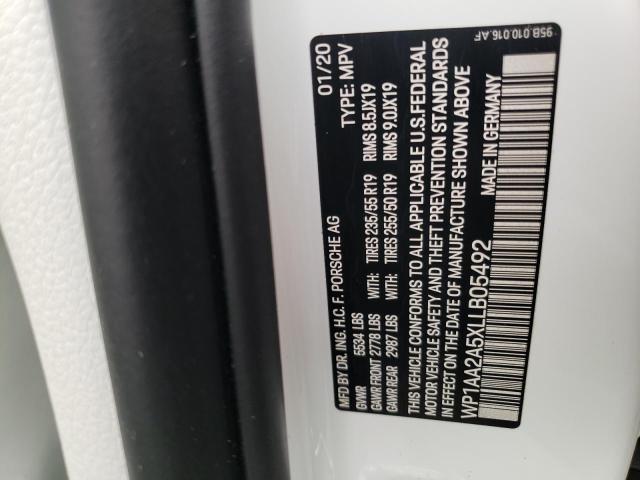 MFD BY DR. ING. H.C. F. PORSCHE AG 01/20
GVWR 5534 LBS TYPE: MPV
GAWR FRONT 2778 LBS WITH: TIRES 235/55 R19 RIMS 8.5JX19
GAWR REAR 2987 LBS WITH: TIRES 255/50 R19 RIMS 9.0JX19
THIS VEHICLE CONFORMS TO ALL APPLICABLE U.S. FEDERAL
MOTOR VEHICLE SAFETY AND THEFT PREVENTION STANDARDS
IN EFFECT ON THE DATE OF MANUFACTURE SHOWN ABOVE
WP1AA2A5XLLB05492 MADE IN GERMANY
95B.010.016.AF